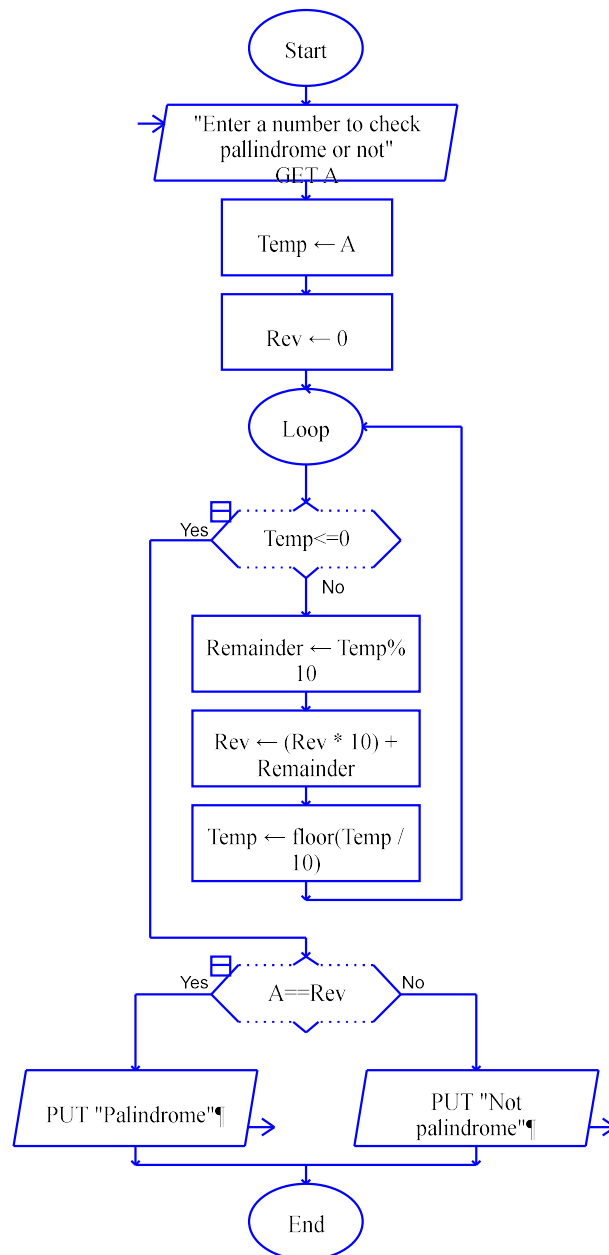 Start
"Enter a number to check
pallindrome or not"
GET A
Temp ← A
Rev ← 0
Loop
Yes
Temp<=0
No
Remainder ← Temp%
10
Rev ← (Rev * 10) +
Remainder
Temp ← floor(Temp /
10)
Yes
A==Rev
No
PUT "Palindrome"¶
PUT "Not
palindrome"¶
End